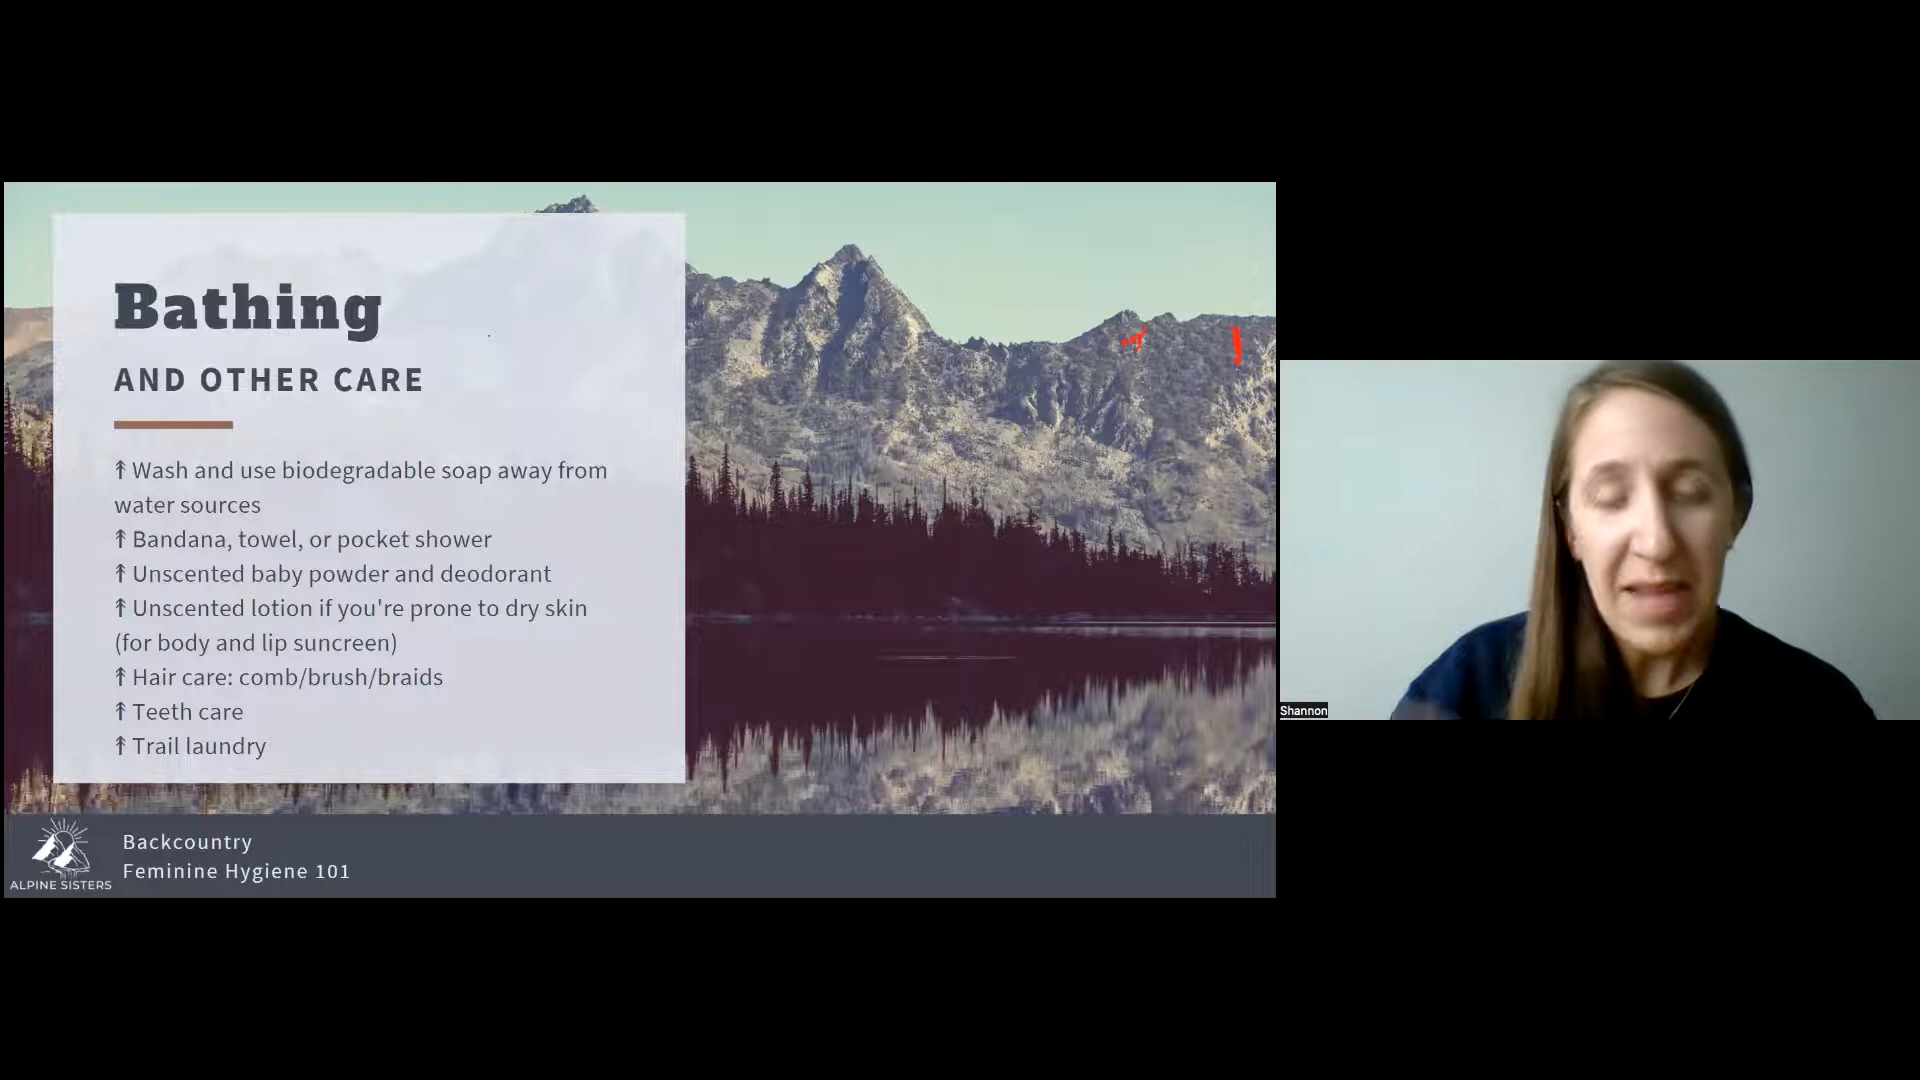 Bathing
AND OTHER CARE
↟ Wash and use biodegradable soap away from
water sources
↟ Bandana, towel, or pocket shower
↟ Unscented baby powder and deodorant
↟ Unscented lotion if you're prone to dry skin
(for body and lip suncreen)
↟ Hair care: comb/brush/braids
↟ Teeth care
↟ Trail laundry
Backcountry
Feminine Hygiene 101
ALPINE SISTERS
Shannon